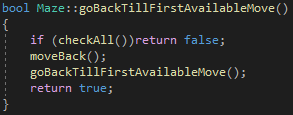 bool Maze::goBackTillFirstAvailableMove()
{
if (checkAll())return false;
moveBack();
goBackTillFirstAvailableMove();
return true;
}